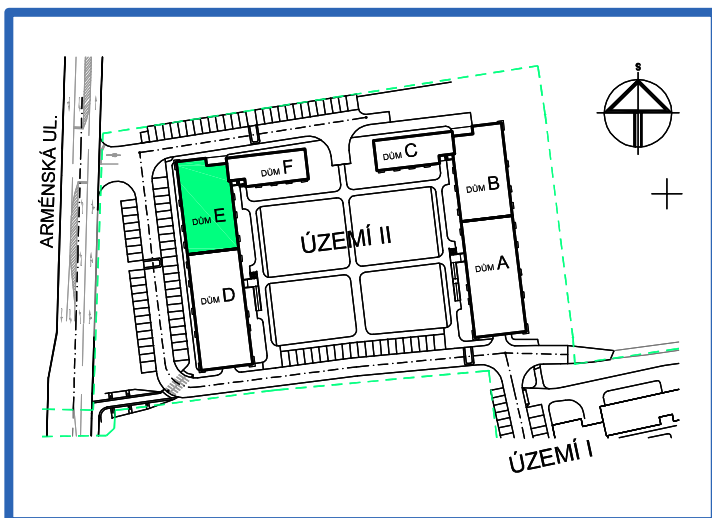 S
ARMÉNSKÁ UL.
DŮM F
DŮM C
DŮM E
DŮM B
ÚZEMÍ II
DŮM D
DŮM A
ÚZEMÍ I